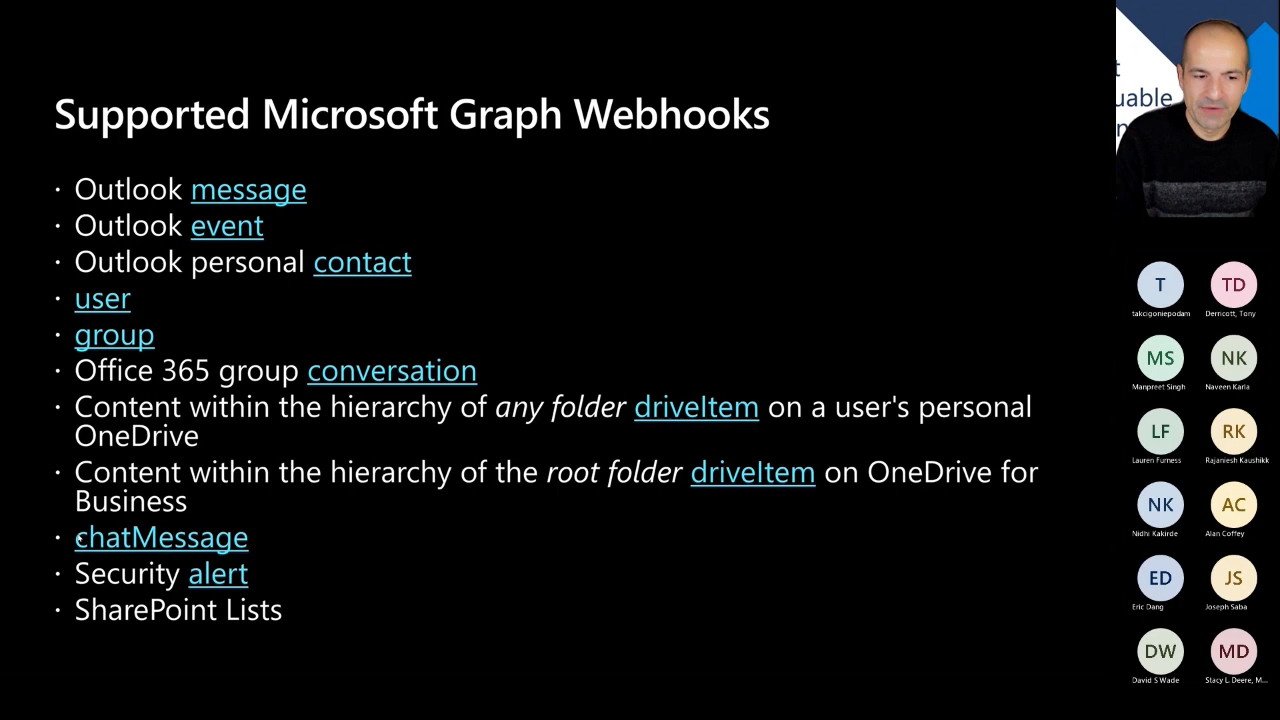 Supported Microsoft Graph Webhooks
· Outlook message
· Outlook event
· Outlook personal contact
· user
· group
· Office 365 group conversation
· Content within the hierarchy of any folder driveItem on a user's personal
OneDrive
· Content within the hierarchy of the root folder driveItem on OneDrive for
Business
· chatMessage
· Security alert
· SharePoint Lists
uable
T
takcigoniepodam
TD
Derricott, Tony
MS
Manpreet Singh
NK
Naveen Karla
LF
Lauren Furness
RK
Rajaniesh Kaushikk
NK
Nidhi Kakirde
AC
Alan Coffey
ED
Eric Dang
JS
Joseph Saba
DW
David S Wade
MD
Stacy L. Deere, M...